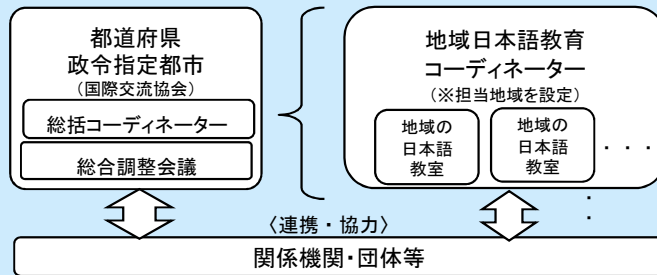 都道府県
政令指定都市
（国際交流協会）
総括コーディネーター
総合調整会議
地域日本語教育
コーディネーター
（※担当地域を設定）
地域の
日本語
教室
地域の
日本語
教室
・・・
：
〈連携・協力〉
関係機関・団体等